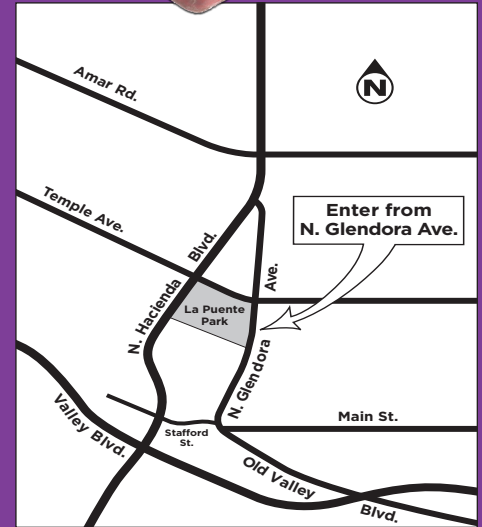 Amar Rd.
N
Temple Ave.
Enter from
N. Glendora Ave.
N. Hacienda Blvd.
La Puente
Park
N. Glendora Ave.
Main St.
Stafford
St.
Valley Blvd.
Old Valley Blvd.